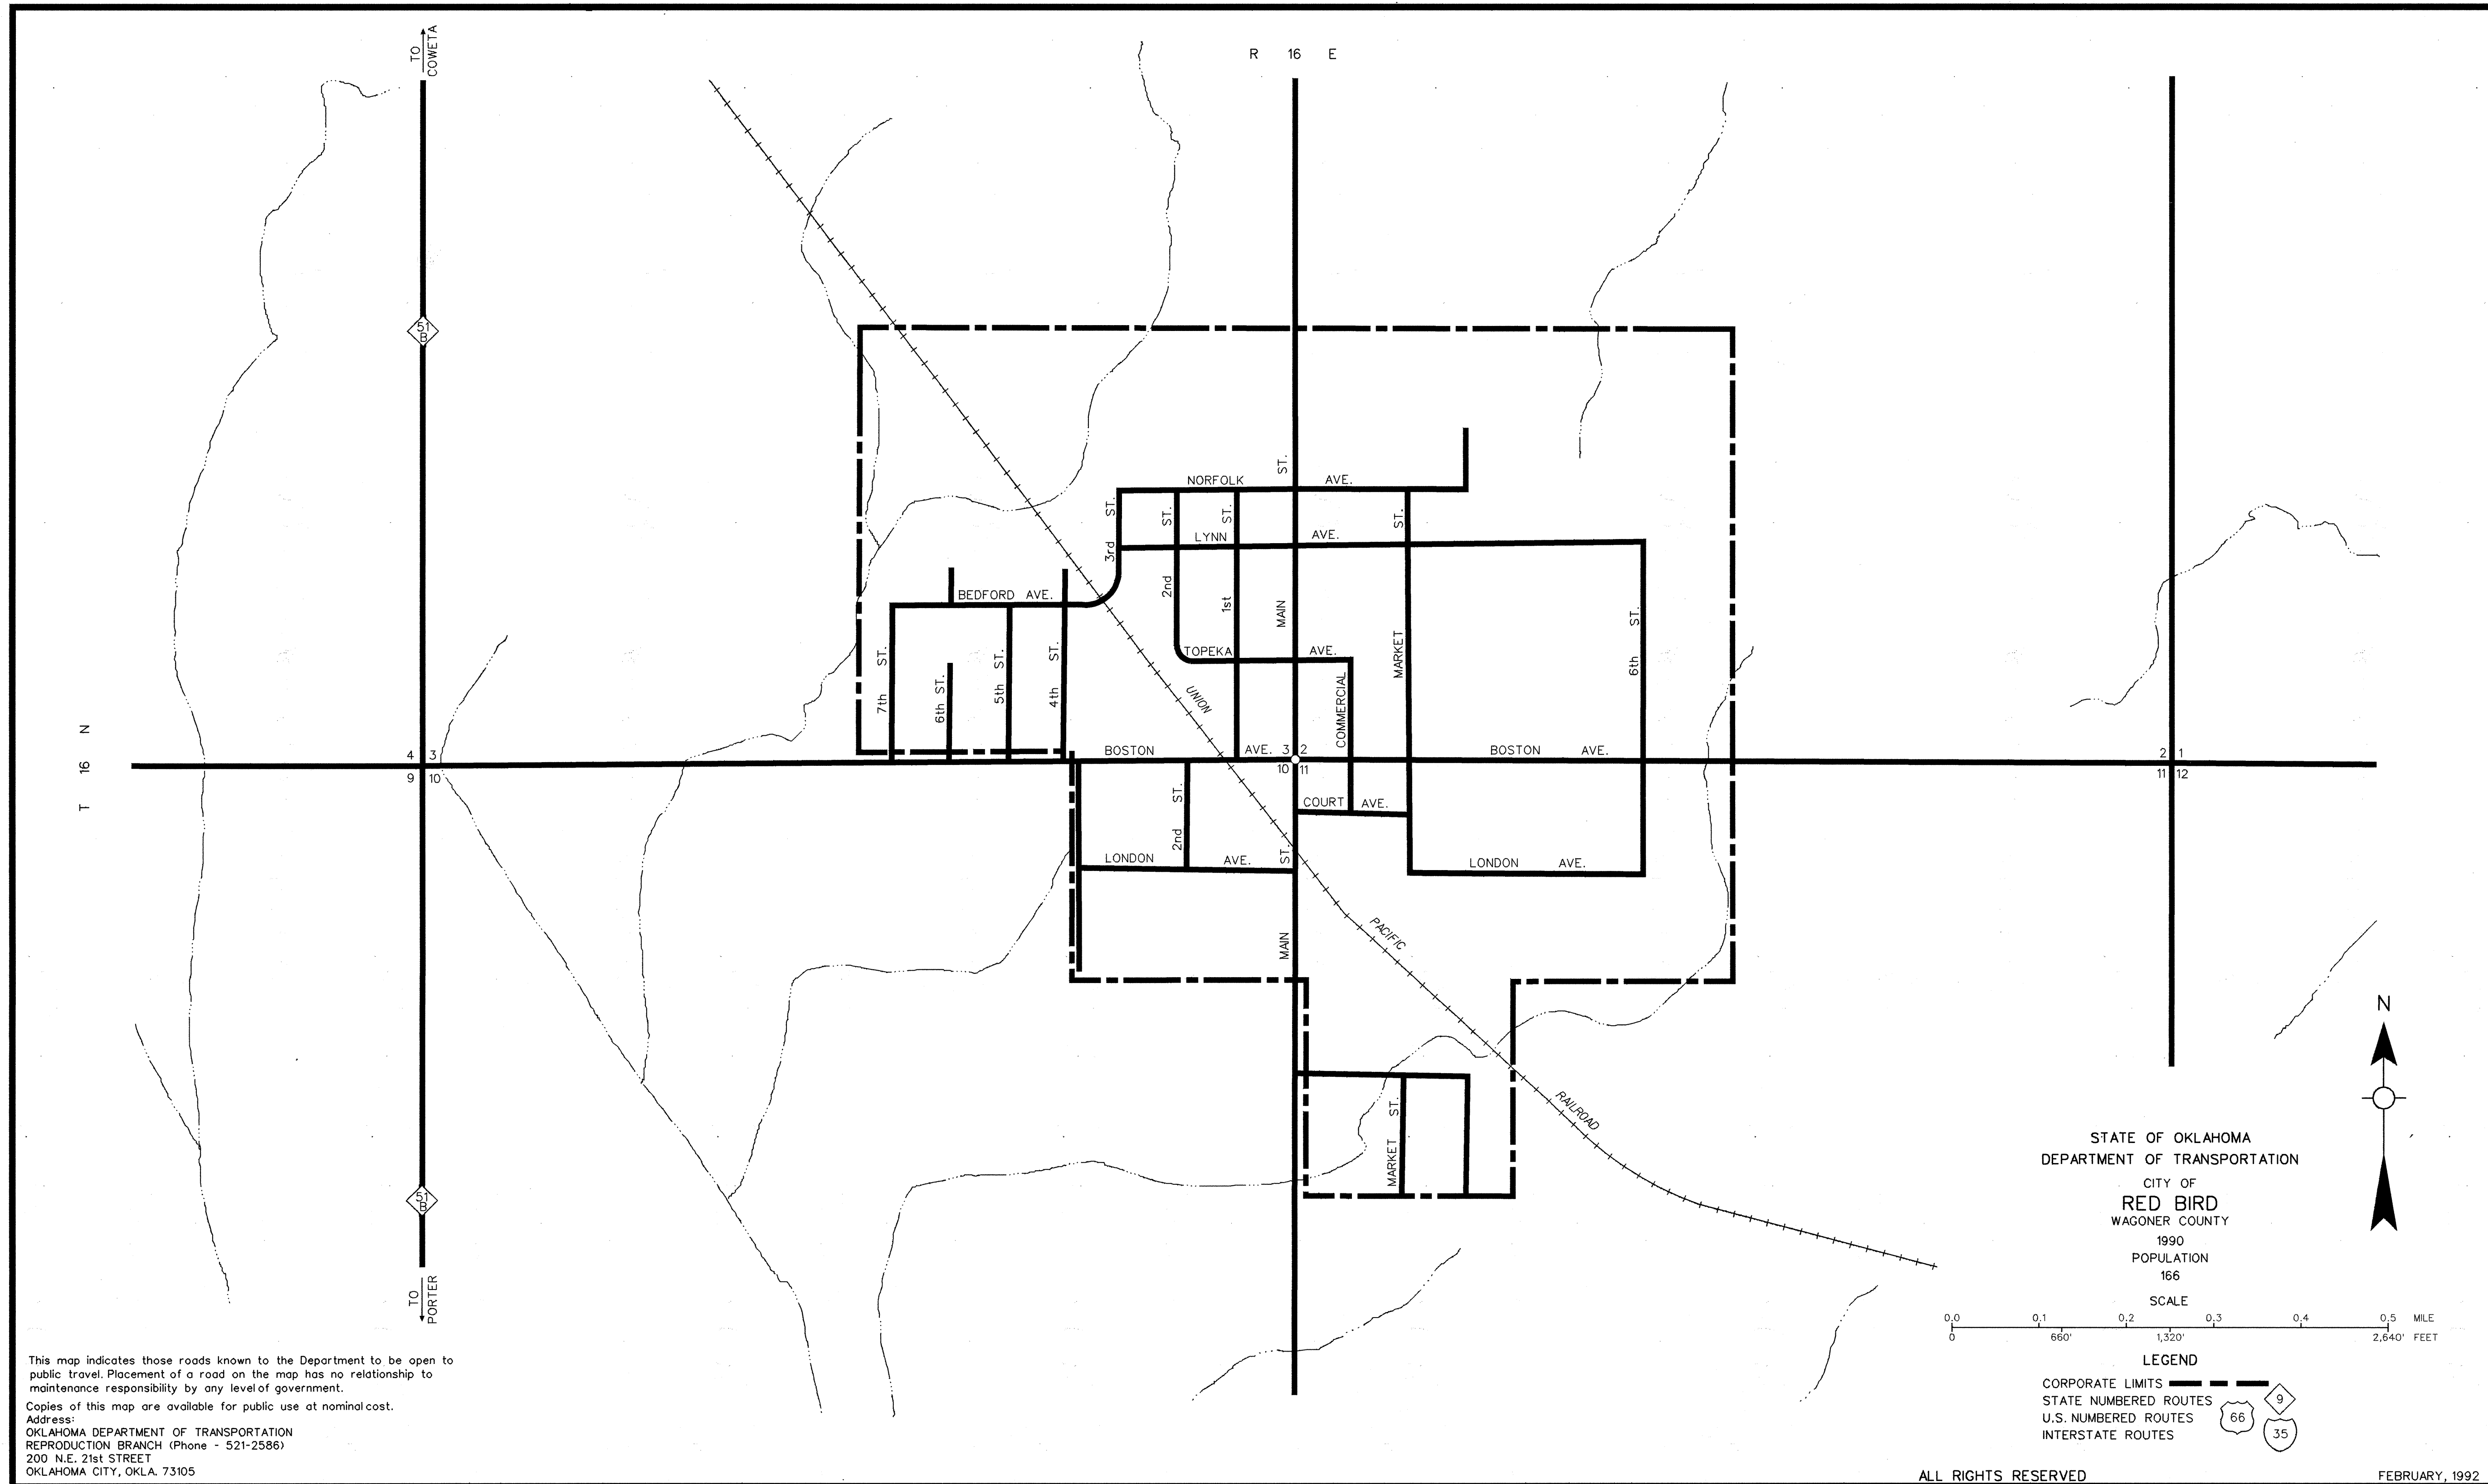 TO
COWETA
R 16 E
51
B
NORFOLK AVE.
ST.
3rd ST.
2nd ST.
1st ST.
MAIN
MARKET ST.
LYNN AVE.
BEDFORD AVE.
7th ST.
6th ST.
5th ST.
4th ST.
TOPEKA AVE.
COMMERCIAL
6th ST.
UNION
T 16 N
4 3
9 10
BOSTON AVE.
3 2
10 11
BOSTON AVE.
2 1
11 12
2nd ST.
COURT AVE.
LONDON AVE.
ST.
LONDON AVE.
MAIN
PACIFIC
RAILROAD
MARKET ST.
51
B
TO
PORTER
N
STATE OF OKLAHOMA
DEPARTMENT OF TRANSPORTATION
CITY OF
RED BIRD
WAGONER COUNTY
1990
POPULATION
166
SCALE
0.0 0.1 0.2 0.3 0.4 0.5 MILE
0 660' 1,320' 2,640' FEET
LEGEND
CORPORATE LIMITS
STATE NUMBERED ROUTES 9
U.S. NUMBERED ROUTES 66
INTERSTATE ROUTES 35
This map indicates those roads known to the Department to be open to
public travel. Placement of a road on the map has no relationship to
maintenance responsibility by any level of government.
Copies of this map are available for public use at nominal cost.
Address:
OKLAHOMA DEPARTMENT OF TRANSPORTATION
REPRODUCTION BRANCH (Phone - 521-2586)
200 N.E. 21st STREET
OKLAHOMA CITY, OKLA. 73105
ALL RIGHTS RESERVED
FEBRUARY, 1992